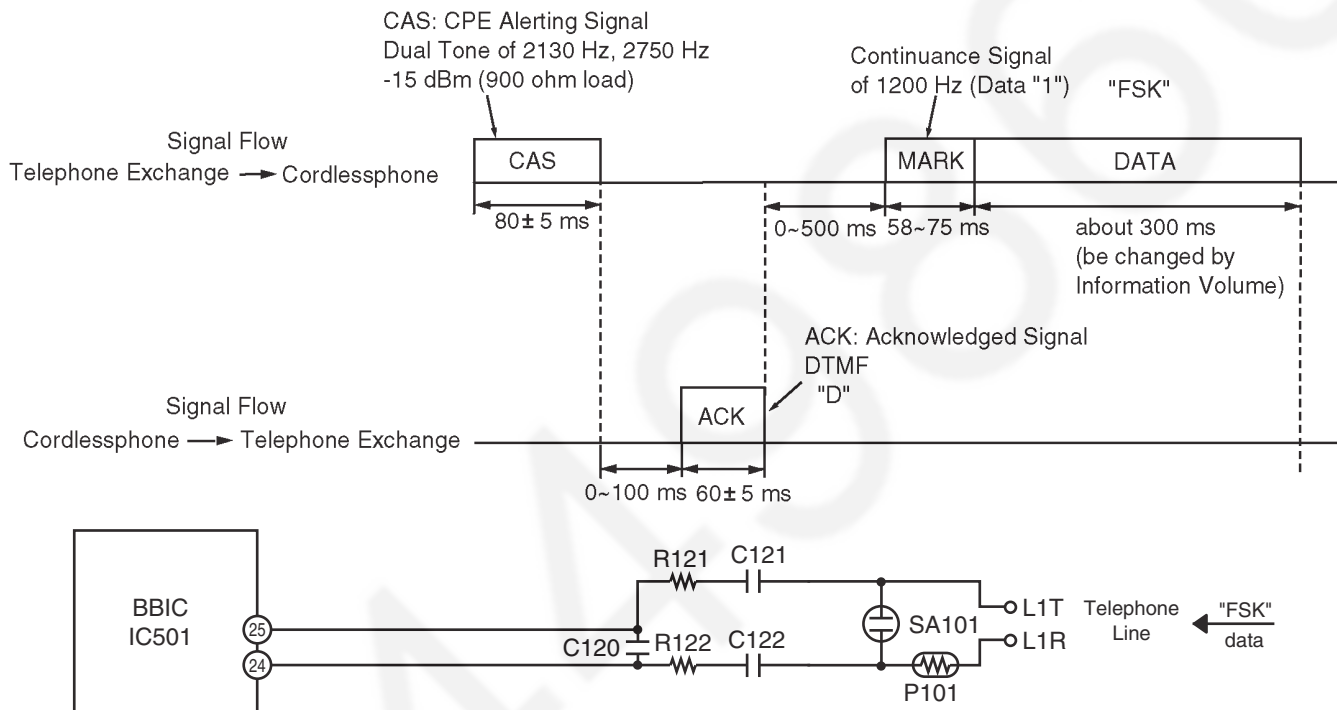 CAS: CPE Alerting Signal
Dual Tone of 2130 Hz, 2750 Hz
-15 dBm (900 ohm load)
Continuance Signal
of 1200 Hz (Data "1")
"FSK"
Signal Flow
Telephone Exchange → Cordlessphone
CAS
MARK
DATA
80± 5 ms
0~500 ms
58~75 ms
about 300 ms
(be changed by
Information Volume)
ACK: Acknowledged Signal
DTMF
"D"
Signal Flow
Cordlessphone → Telephone Exchange
ACK
0~100 ms
60± 5 ms
BBIC
IC501
25
24
R121
C121
C120
R122
C122
SA101
P101
L1T
L1R
Telephone
Line
"FSK"
data